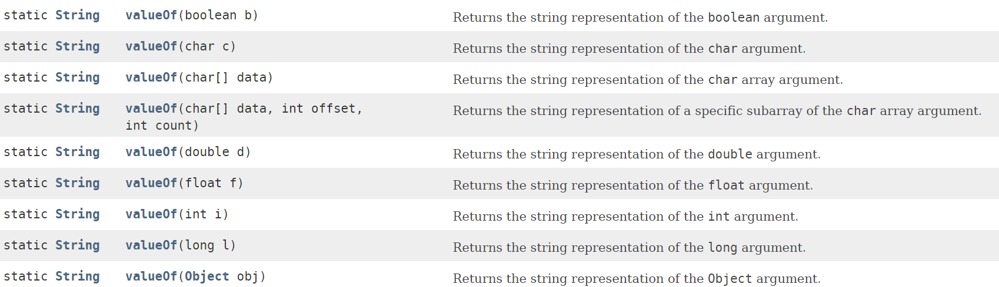 static String valueOf(boolean b) Returns the string representation of the boolean argument.
static String valueOf(char c) Returns the string representation of the char argument.
static String valueOf(char[] data) Returns the string representation of the char array argument.
static String valueOf(char[] data, int offset, Returns the string representation of a specific subarray of the char array argument.
int count)
static String valueOf(double d) Returns the string representation of the double argument.
static String valueOf(float f) Returns the string representation of the float argument.
static String valueOf(int i) Returns the string representation of the int argument.
static String valueOf(long l) Returns the string representation of the long argument.
static String valueOf(Object obj) Returns the string representation of the Object argument.